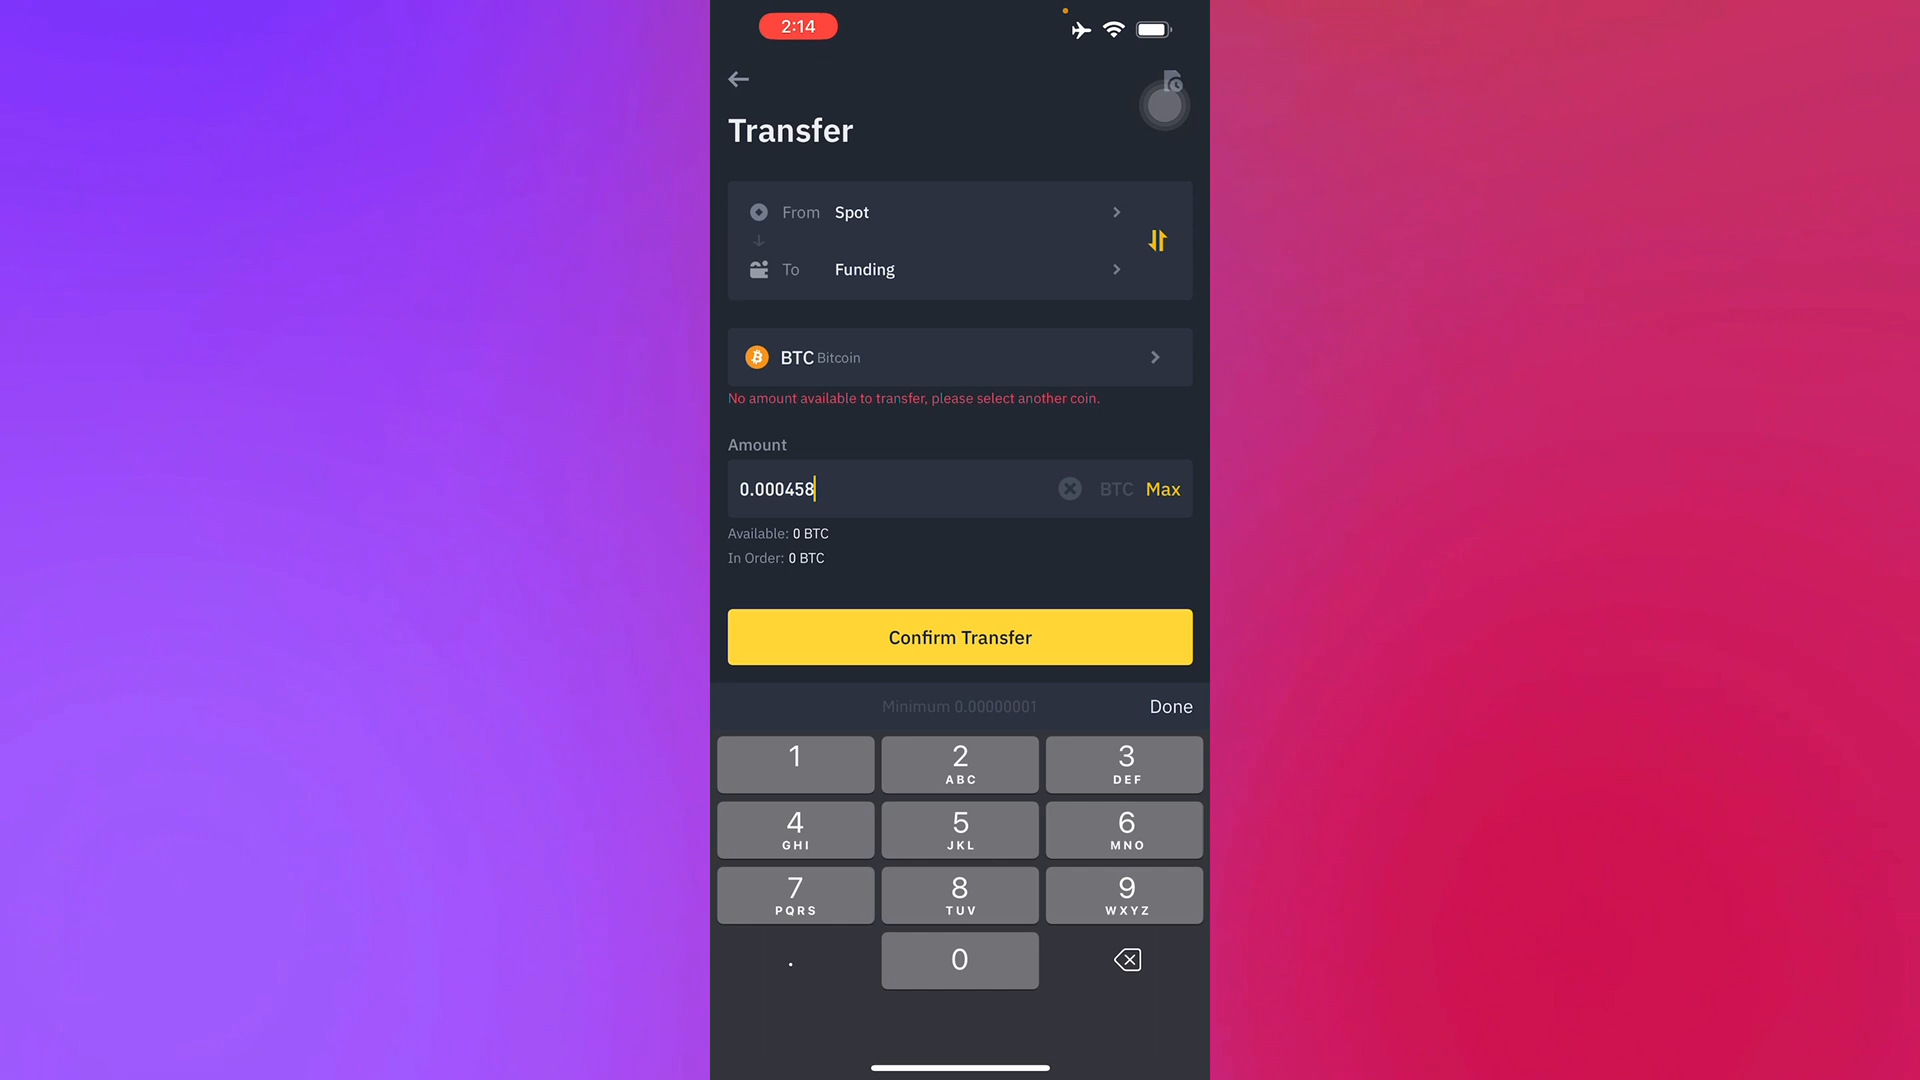 2:14
Transfer
From Spot
To Funding
BTC Bitcoin
No amount available to transfer, please select another coin.
Amount
0.000458 BTC Max
Available: 0 BTC
In Order: 0 BTC
Confirm Transfer
Minimum 0.00000001 Done
1 2 3
ABC DEF
4 5 6
GHI JKL MNO
7 8 9
PQRS TUV WXYZ
. 0